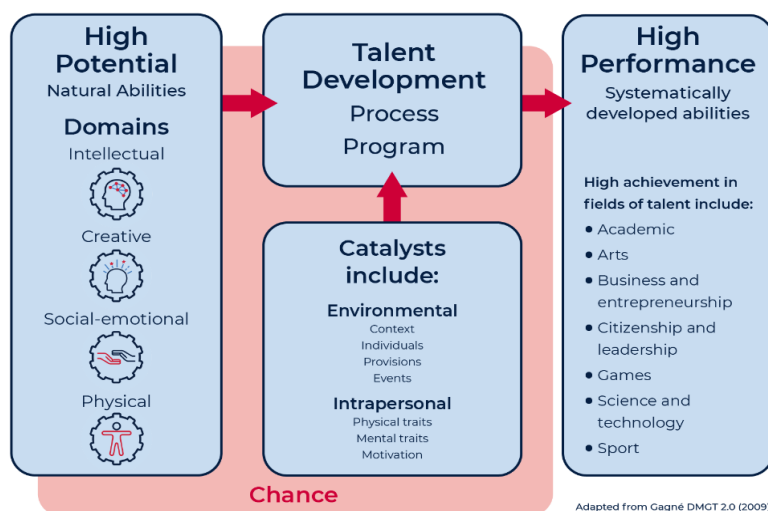 High
Potential
Natural Abilities
Domains
Intellectual
Creative
Social-emotional
Physical
Talent
Development
Process
Program
Catalysts
include:
Environmental
Context
Individuals
Provisions
Events
Intrapersonal
Physical traits
Mental traits
Motivation
Chance
High
Performance
Systematically
developed abilities
High achievement in
fields of talent include:
• Academic
• Arts
• Business and
entrepreneurship
• Citizenship and
leadership
• Games
• Science and
technology
• Sport
Adapted from Gagné DMGT 2.0 (2009)